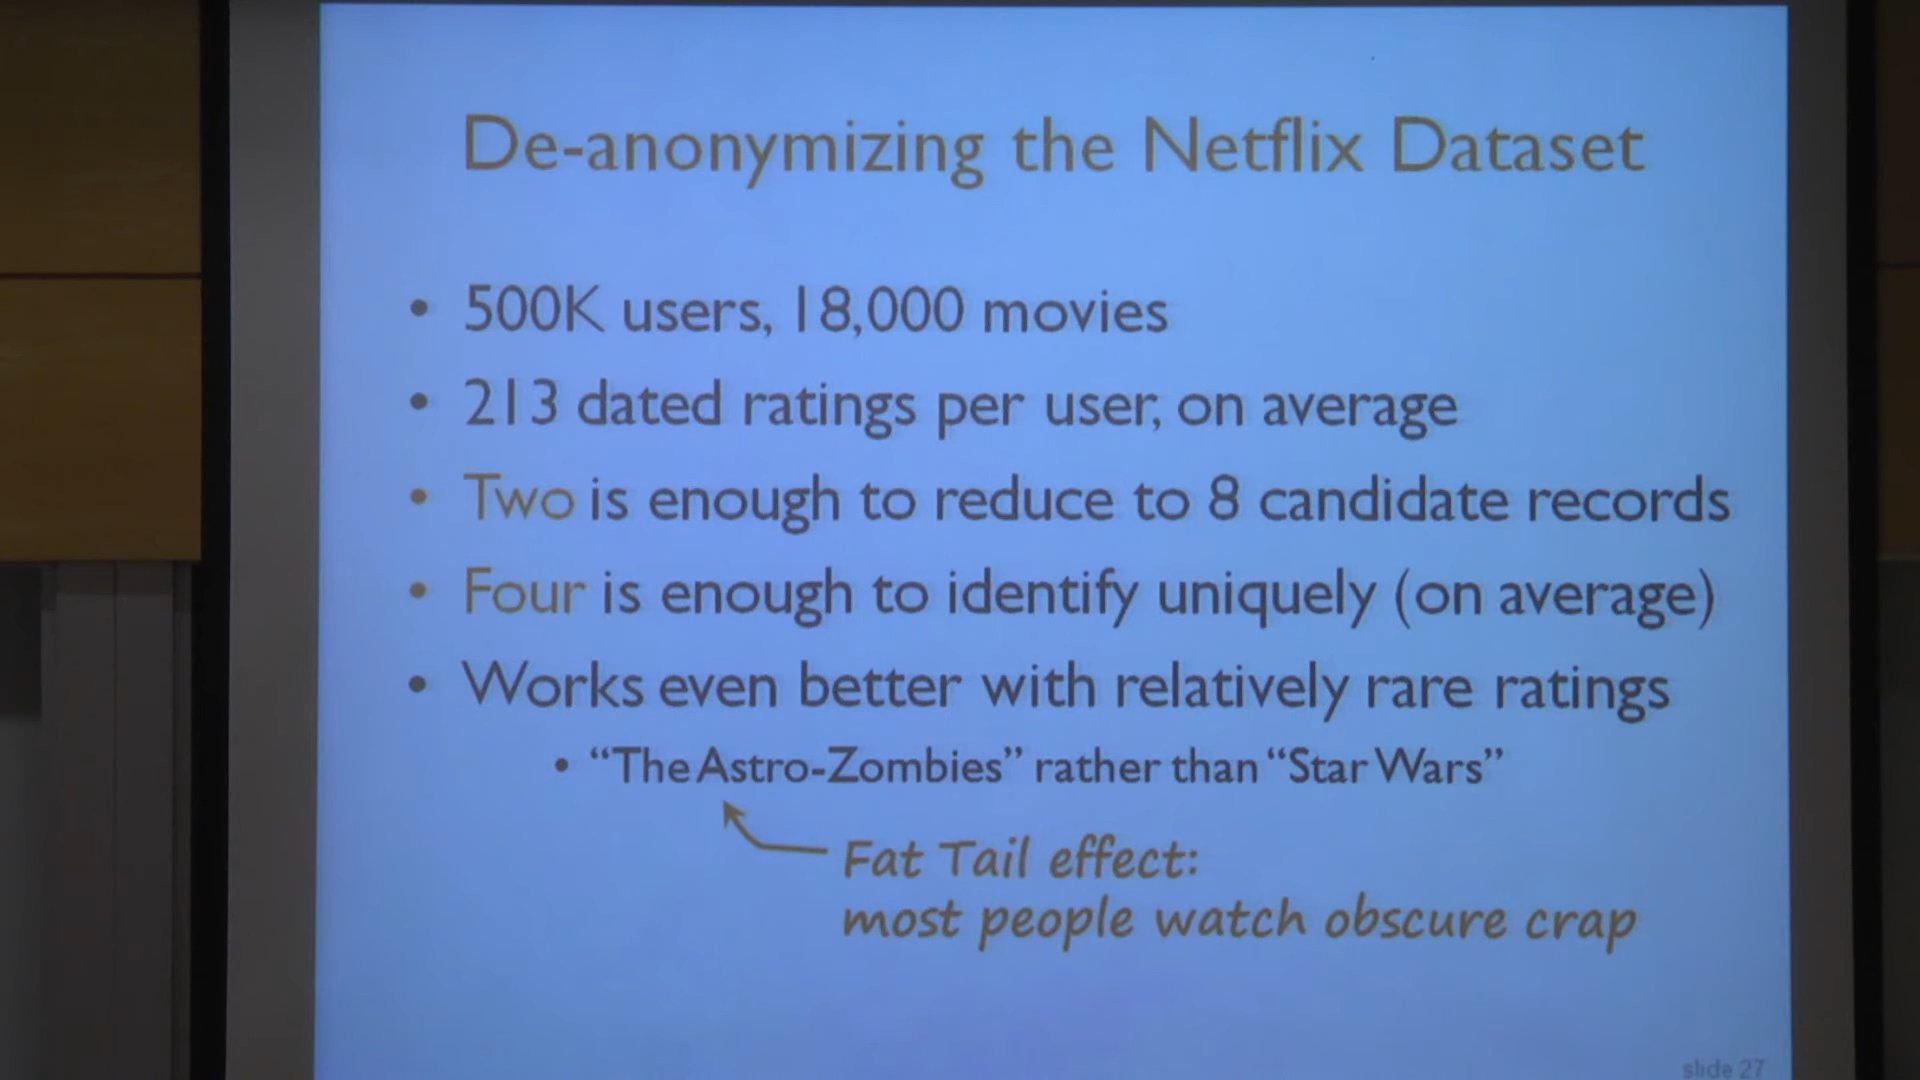 De-anonymizing the Netflix Dataset
• 500K users, 18,000 movies
• 213 dated ratings per user, on average
• Two is enough to reduce to 8 candidate records
• Four is enough to identify uniquely (on average)
• Works even better with relatively rare ratings
• “The Astro-Zombies” rather than “Star Wars”
Fat Tail effect:
most people watch obscure crap
slide 27